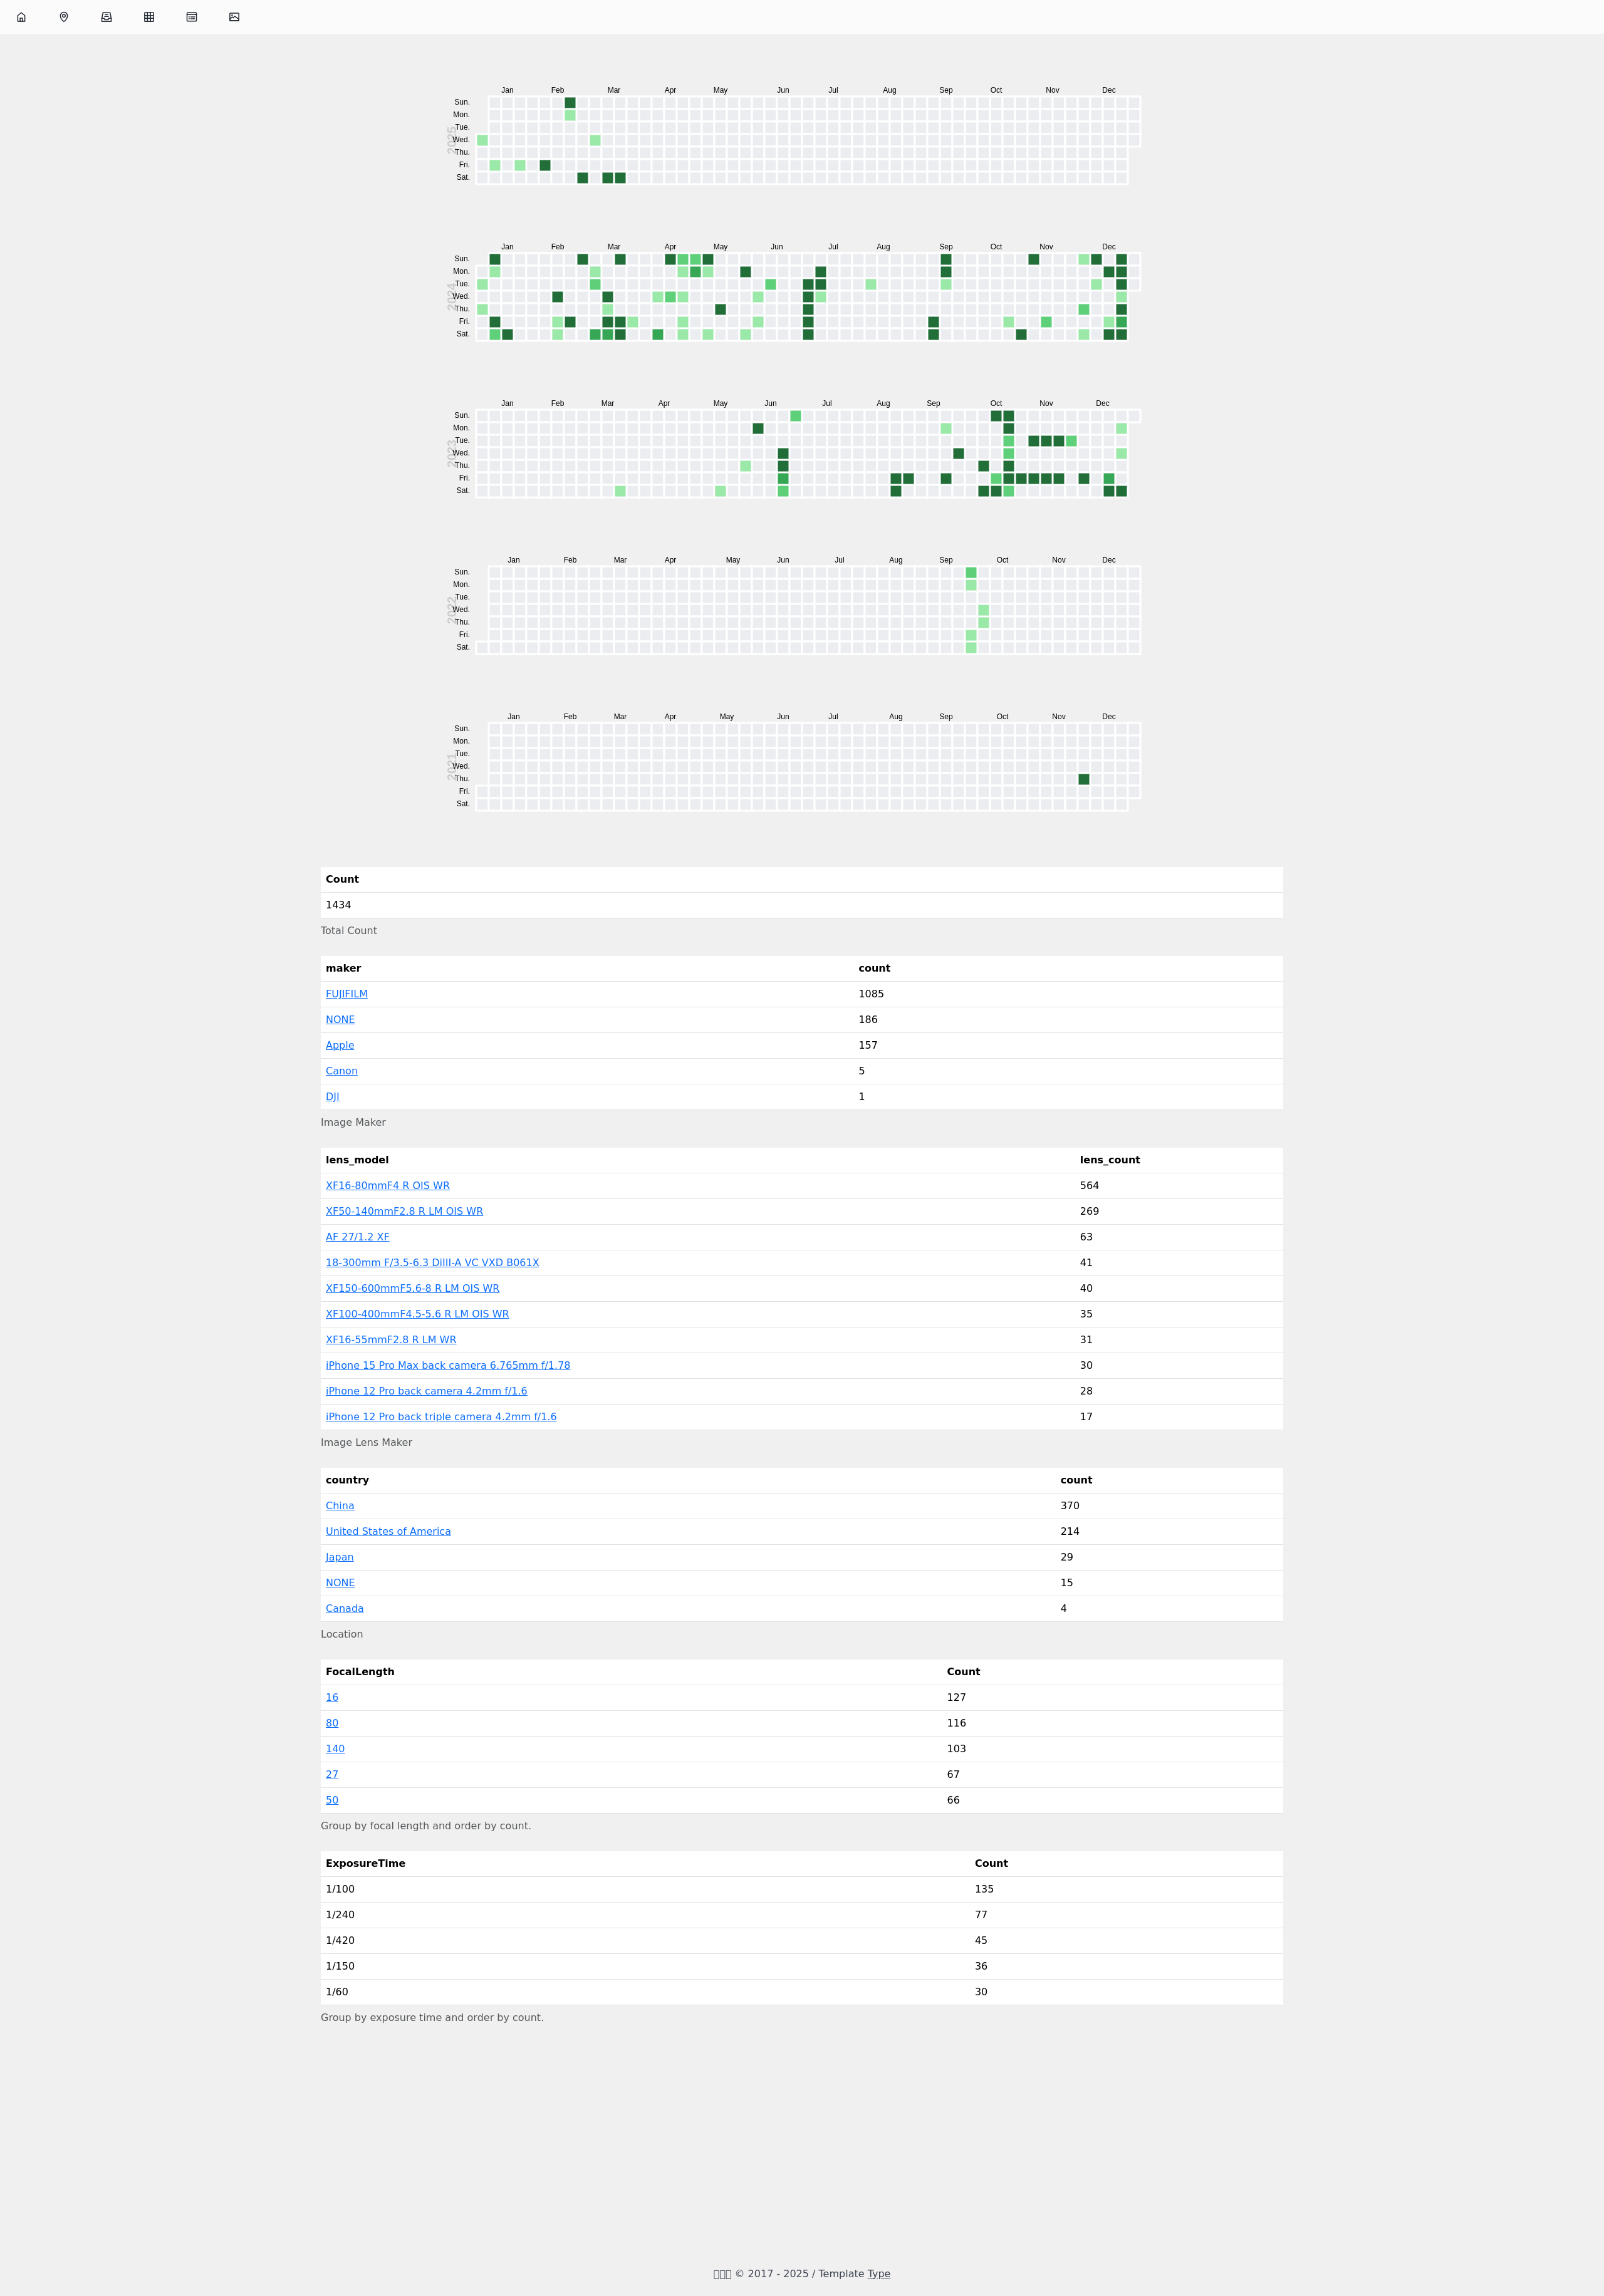 Jan Feb Mar Apr May Jun Jul Aug Sep Oct Nov Dec
2025
Sun.
Mon.
Tue.
Wed.
Thu.
Fri.
Sat.
Jan Feb Mar Apr May Jun Jul Aug Sep Oct Nov Dec
2024
Sun.
Mon.
Tue.
Wed.
Thu.
Fri.
Sat.
Jan Feb Mar Apr May Jun Jul Aug Sep Oct Nov Dec
2023
Sun.
Mon.
Tue.
Wed.
Thu.
Fri.
Sat.
Jan Feb Mar Apr May Jun Jul Aug Sep Oct Nov Dec
2022
Sun.
Mon.
Tue.
Wed.
Thu.
Fri.
Sat.
Jan Feb Mar Apr May Jun Jul Aug Sep Oct Nov Dec
2021
Sun.
Mon.
Tue.
Wed.
Thu.
Fri.
Sat.
Count
1434
Total Count
maker count
FUJIFILM 1085
NONE 186
Apple 157
Canon 5
DJI 1
Image Maker
lens_model lens_count
XF16-80mmF4 R OIS WR 564
XF50-140mmF2.8 R LM OIS WR 269
AF 27/1.2 XF 63
18-300mm F/3.5-6.3 DiIII-A VC VXD B061X 41
XF150-600mmF5.6-8 R LM OIS WR 40
XF100-400mmF4.5-5.6 R LM OIS WR 35
XF16-55mmF2.8 R LM WR 31
iPhone 15 Pro Max back camera 6.765mm f/1.78 30
iPhone 12 Pro back camera 4.2mm f/1.6 28
iPhone 12 Pro back triple camera 4.2mm f/1.6 17
Image Lens Maker
country count
China 370
United States of America 214
Japan 29
NONE 15
Canada 4
Location
FocalLength Count
16 127
80 116
140 103
27 67
50 66
Group by focal length and order by count.
ExposureTime Count
1/100 135
1/240 77
1/420 45
1/150 36
1/60 30
Group by exposure time and order by count.
© 2017 - 2025 / Template Type